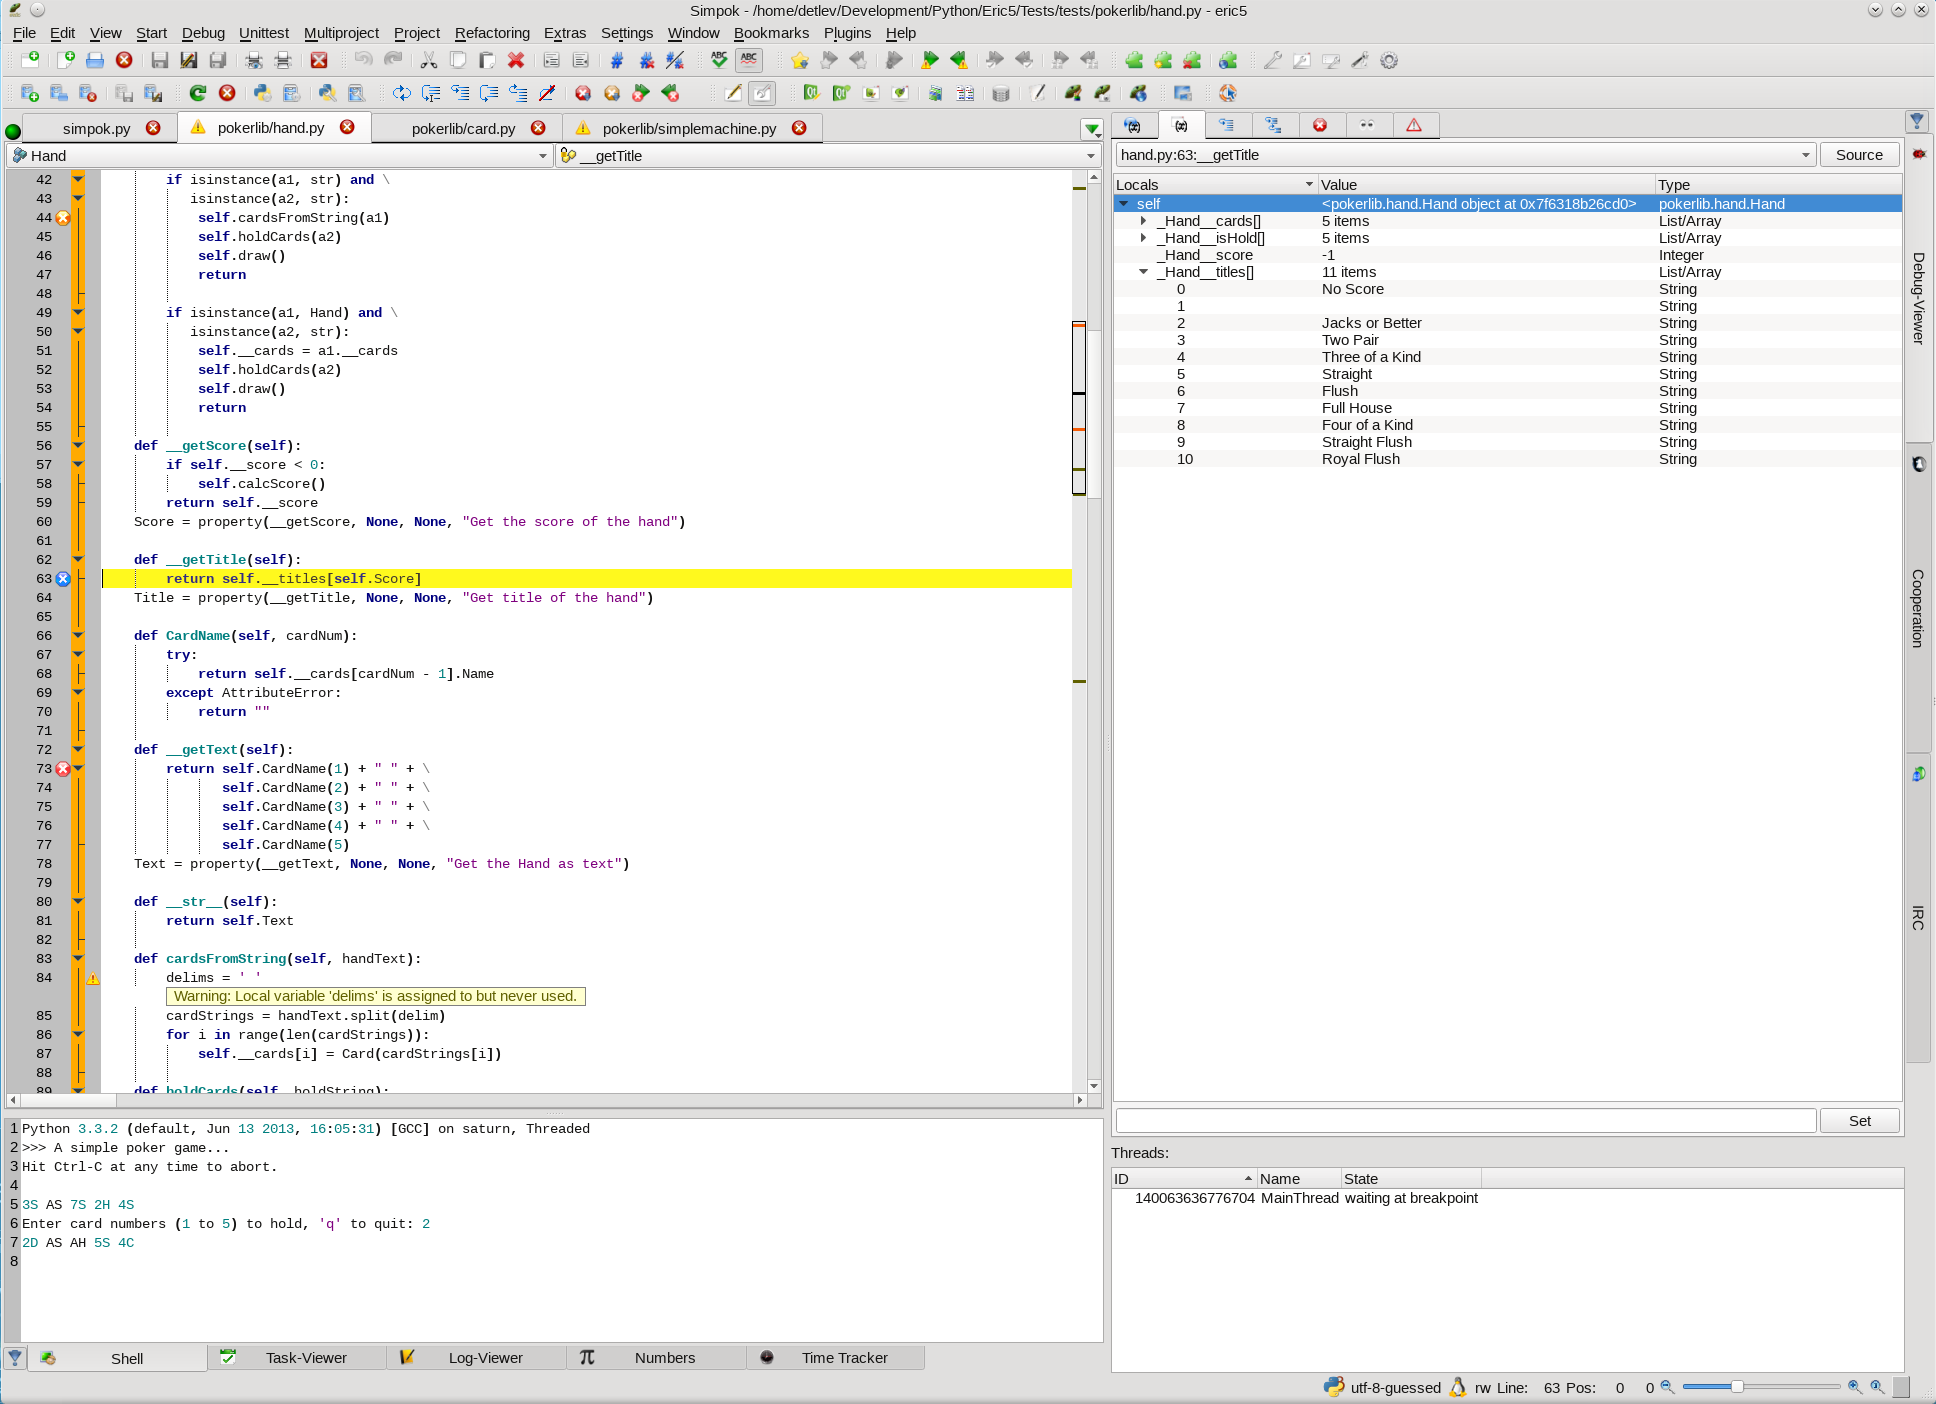 Simpok - /home/detlev/Development/Python/Eric5/Tests/tests/pokerlib/hand.py - eric5
File Edit View Start Debug Unittest Multiproject Project Refactoring Extras Settings Window Bookmarks Plugins Help
simpok.py pokerlib/hand.py pokerlib/card.py pokerlib/simplemachine.py
Hand __getTitle
42 if isinstance(a1, str) and \
43 isinstance(a2, str):
44 self.cardsFromString(a1)
45 self.holdCards(a2)
46 self.draw()
47 return
48
49 if isinstance(a1, Hand) and \
50 isinstance(a2, str):
51 self.__cards = a1.__cards
52 self.holdCards(a2)
53 self.draw()
54 return
55
56 def __getScore(self):
57 if self.__score < 0:
58 self.calcScore()
59 return self.__score
60 Score = property(__getScore, None, None, "Get the score of the hand")
61
62 def __getTitle(self):
63 return self.__titles[self.Score]
64 Title = property(__getTitle, None, None, "Get title of the hand")
65
66 def CardName(self, cardNum):
67 try:
68 return self.__cards[cardNum - 1].Name
69 except AttributeError:
70 return ""
71
72 def __getText(self):
73 return self.CardName(1) + " " + \
74 self.CardName(2) + " " + \
75 self.CardName(3) + " " + \
76 self.CardName(4) + " " + \
77 self.CardName(5)
78 Text = property(__getText, None, None, "Get the Hand as text")
79
80 def __str__(self):
81 return self.Text
82
83 def cardsFromString(self, handText):
84 delims = ' '
Warning: Local variable 'delims' is assigned to but never used.
85 cardStrings = handText.split(delim)
86 for i in range(len(cardStrings)):
87 self.__cards[i] = Card(cardStrings[i])
88
89 def holdCards(self, holdString):
1 Python 3.3.2 (default, Jun 13 2013, 16:05:31) [GCC] on saturn, Threaded
2 >>> A simple poker game...
3 Hit Ctrl-C at any time to abort.
4
5 3S AS 7S 2H 4S
6 Enter card numbers (1 to 5) to hold, 'q' to quit: 2
7 2D AS AH 5S 4C
8
Shell Task-Viewer Log-Viewer Numbers Time Tracker
hand.py:63:__getTitle Source
Locals Value Type
self <pokerlib.hand.Hand object at 0x7f6318b26cd0> pokerlib.hand.Hand
_Hand__cards[] 5 items List/Array
_Hand__isHold[] 5 items List/Array
_Hand__score -1 Integer
_Hand__titles[] 11 items List/Array
0 No Score String
1 String
2 Jacks or Better String
3 Two Pair String
4 Three of a Kind String
5 Straight String
6 Flush String
7 Full House String
8 Four of a Kind String
9 Straight Flush String
10 Royal Flush String
Set
Threads:
ID Name State
140063636776704 MainThread waiting at breakpoint
Debug-Viewer
Cooperation
IRC
utf-8-guessed rw Line: 63 Pos: 0 0